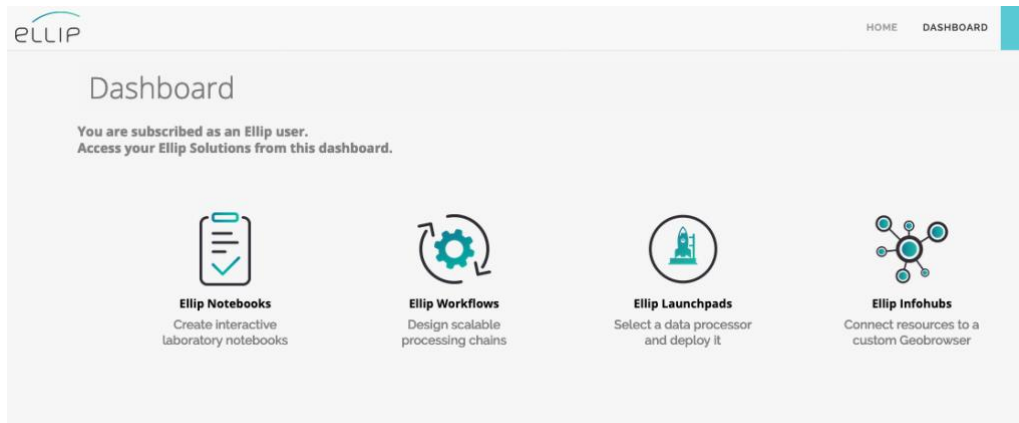 ELLIP
HOME DASHBOARD
Dashboard
You are subscribed as an Ellip user.
Access your Ellip Solutions from this dashboard.
Ellip Notebooks
Create interactive
laboratory notebooks
Ellip Workflows
Design scalable
processing chains
Ellip Launchpads
Select a data processor
and deploy it
Ellip Infohubs
Connect resources to a
custom Geobrowser